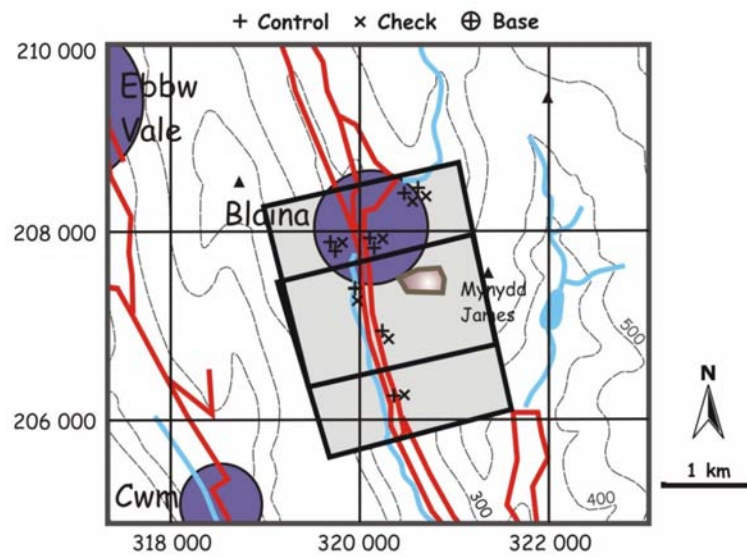 + Control × Check ⊕ Base
210 000
Ebbw
Vale
Blaina
208 000
Mynydd
James
500
N
206 000
1 km
Cwm
300
400
318 000 320 000 322 000